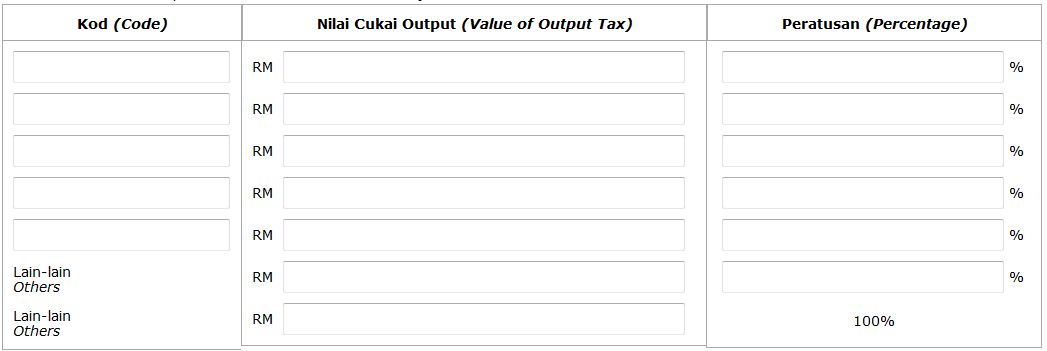 Kod (Code) Nilai Cukai Output (Value of Output Tax) Peratusan (Percentage)
RM %
RM %
RM %
RM %
RM %
Lain-lain RM %
Others
Lain-lain RM 100%
Others